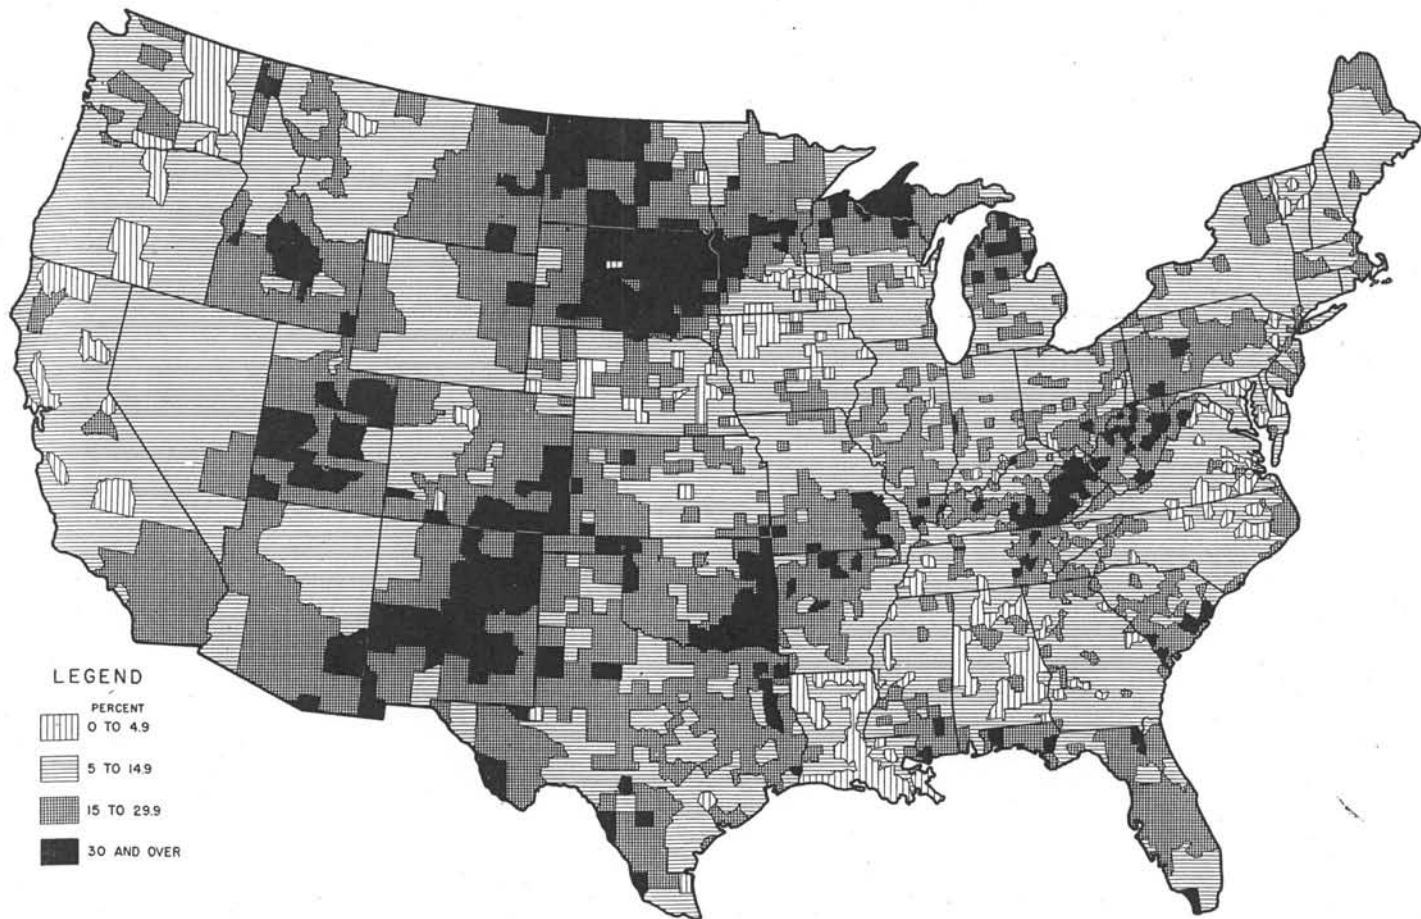 LEGEND
PERCENT
0 TO 4.9
5 TO 14.9
15 TO 29.9
30 AND OVER